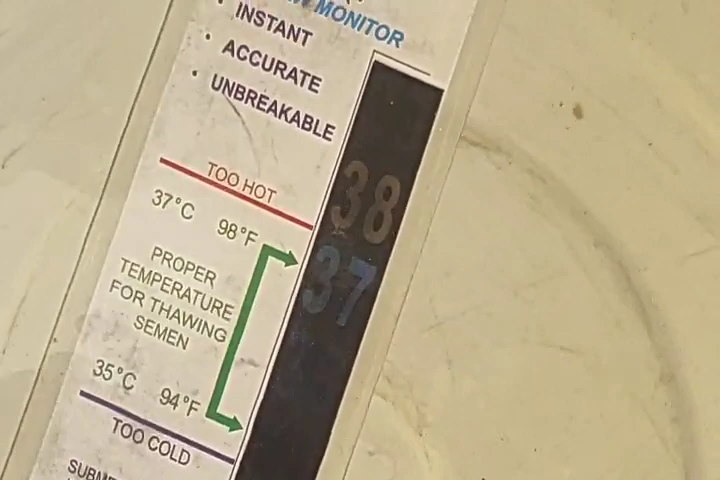 MONITOR
• INSTANT
• ACCURATE
• UNBREAKABLE
TOO HOT
38
37°C 98°F
37
PROPER
TEMPERATURE
FOR THAWING
SEMEN
35°C 94°F
TOO COLD